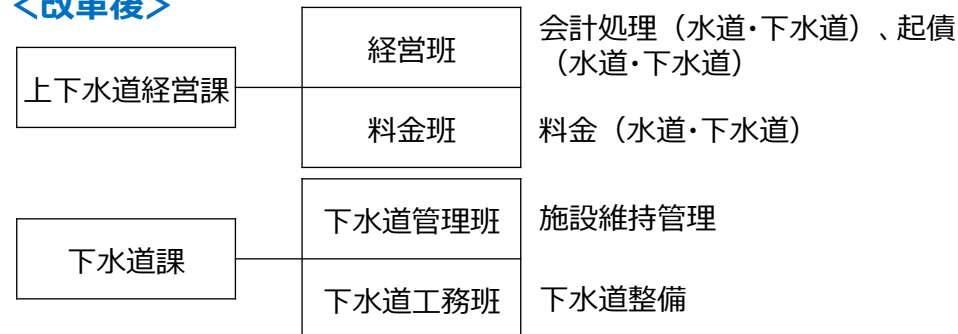 <改革後>
経営班
会計処理（水道・下水道）、起債
（水道・下水道）
上下水道経営課
料金班
料金（水道・下水道）
下水道管理班
施設維持管理
下水道課
下水道工務班
下水道整備